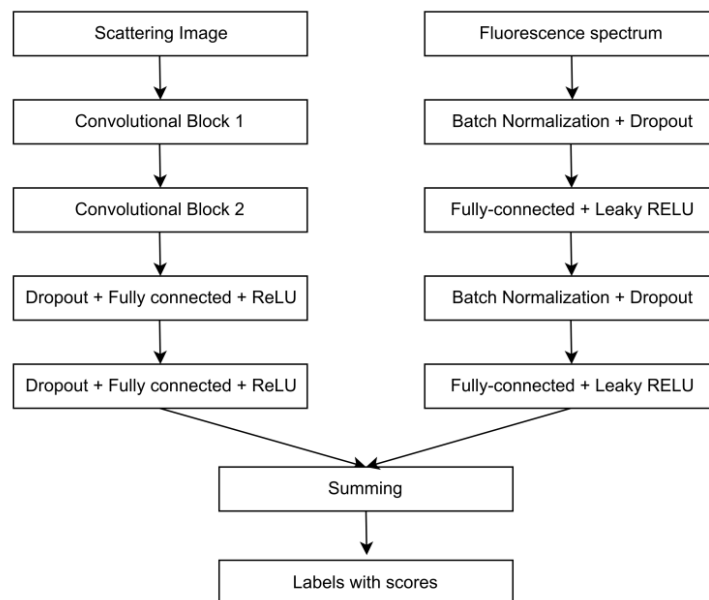 Scattering Image
Convolutional Block 1
Convolutional Block 2
Dropout + Fully connected + ReLU
Dropout + Fully connected + ReLU
Fluorescence spectrum
Batch Normalization + Dropout
Fully-connected + Leaky RELU
Batch Normalization + Dropout
Fully-connected + Leaky RELU
Summing
Labels with scores